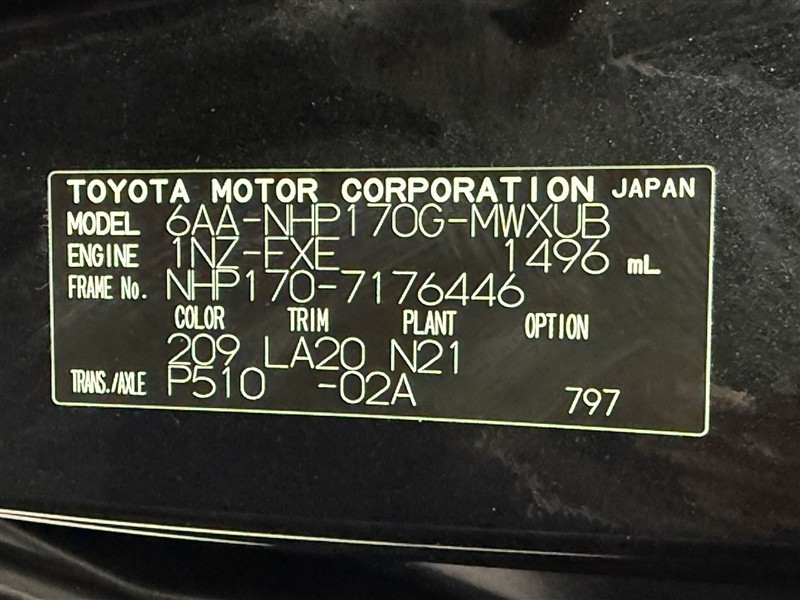 TOYOTA MOTOR CORPORATION JAPAN
MODEL 6AA-NHP170G-MWXUB
ENGINE 1NZ-FXE 1496 mL
FRAME No. NHP170-7176446
COLOR TRIM PLANT OPTION
209 LA20 N21
TRANS./AXLE P510 -02A 797